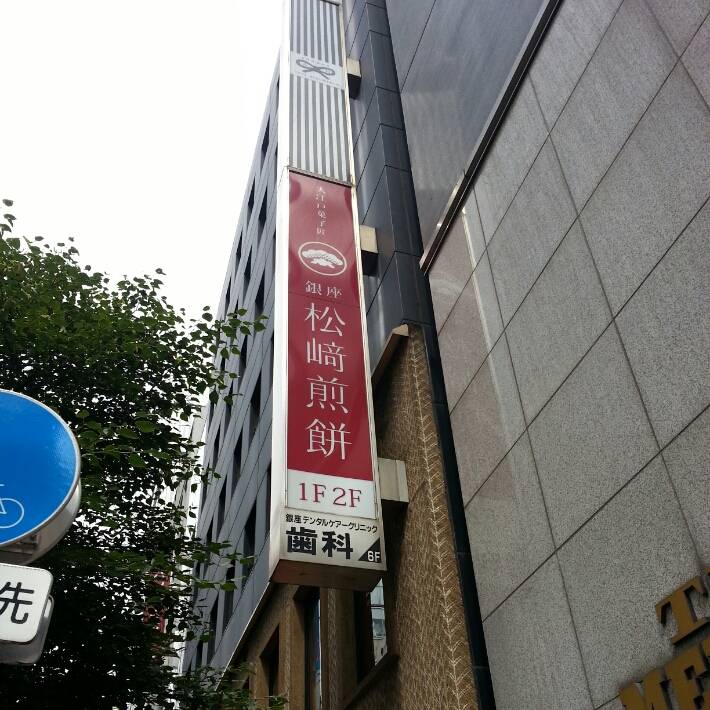 大江戸菓子匠
銀座
松﨑煎餅
1F 2F
銀座デンタルケアークリニック
歯科 6F
先
T
ME